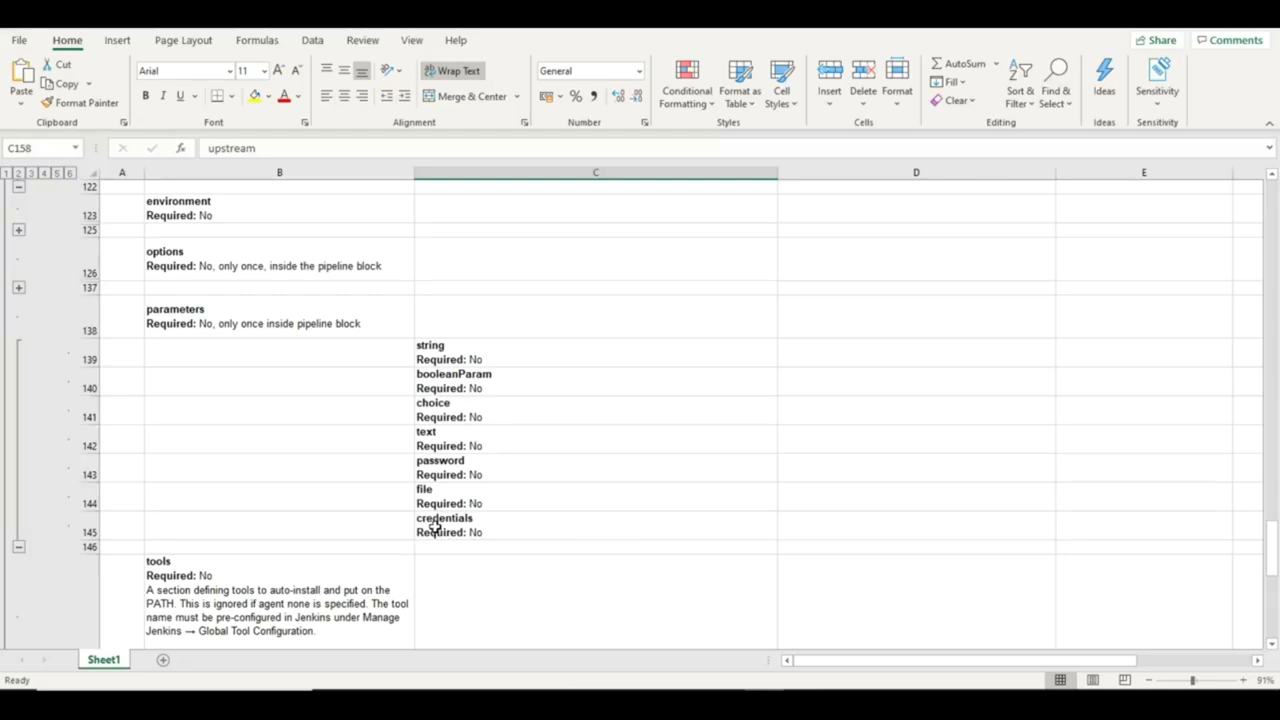 File Home Insert Page Layout Formulas Data Review View Help Share Comments
Paste Cut Copy Format Painter Clipboard
Arial 11 A A B I U A Font
Wrap Text Merge & Center Alignment
General % Number
Conditional Formatting Format as Table Cell Styles Styles
Insert Delete Format Cells
AutoSum Fill Clear Sort & Filter Find & Select Editing
Ideas Ideas
Sensitivity Sensitivity
C158 fx upstream
1 2 3 4 5 6 A B C D E
122
environment
123 Required: No
125
options
126 Required: No, only once, inside the pipeline block
137
parameters
138 Required: No, only once inside pipeline block
string
139 Required: No
booleanParam
140 Required: No
choice
141 Required: No
text
142 Required: No
password
143 Required: No
file
144 Required: No
credentials
145 Required: No
146
tools
Required: No
A section defining tools to auto-install and put on the
PATH. This is ignored if agent none is specified. The tool
name must be pre-configured in Jenkins under Manage
Jenkins → Global Tool Configuration.
Sheet1
Ready 91%